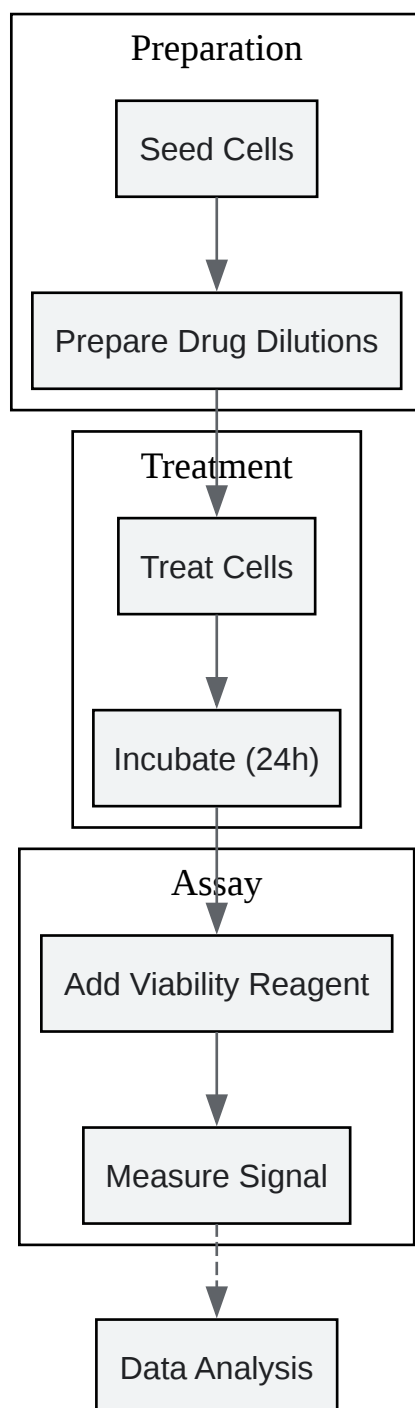 Preparation
Seed Cells
Prepare Drug Dilutions
Treatment
Treat Cells
Incubate (24h)
Assay
Add Viability Reagent
Measure Signal
Data Analysis